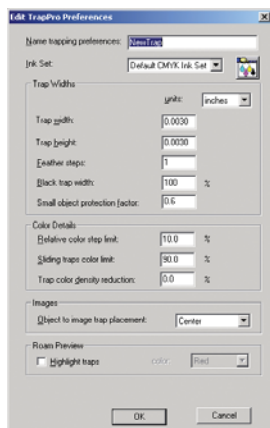 Edit TrapPro Preferences
Name trapping preferences: NewTrap
Ink Set: Default CMYK Ink Set
Trap Widths
units: inches
Trap width: 0.0030
Trap height: 0.0030
Feather steps: 1
Black trap width: 100 %
Small object protection factor: 0.6
Color Details
Relative color step limit: 10.0 %
Sliding traps color limit: 90.0 %
Trap color density reduction: 0.0 %
Images
Object to image trap placement: Center
Roam Preview
Highlight traps color: Red
OK Cancel